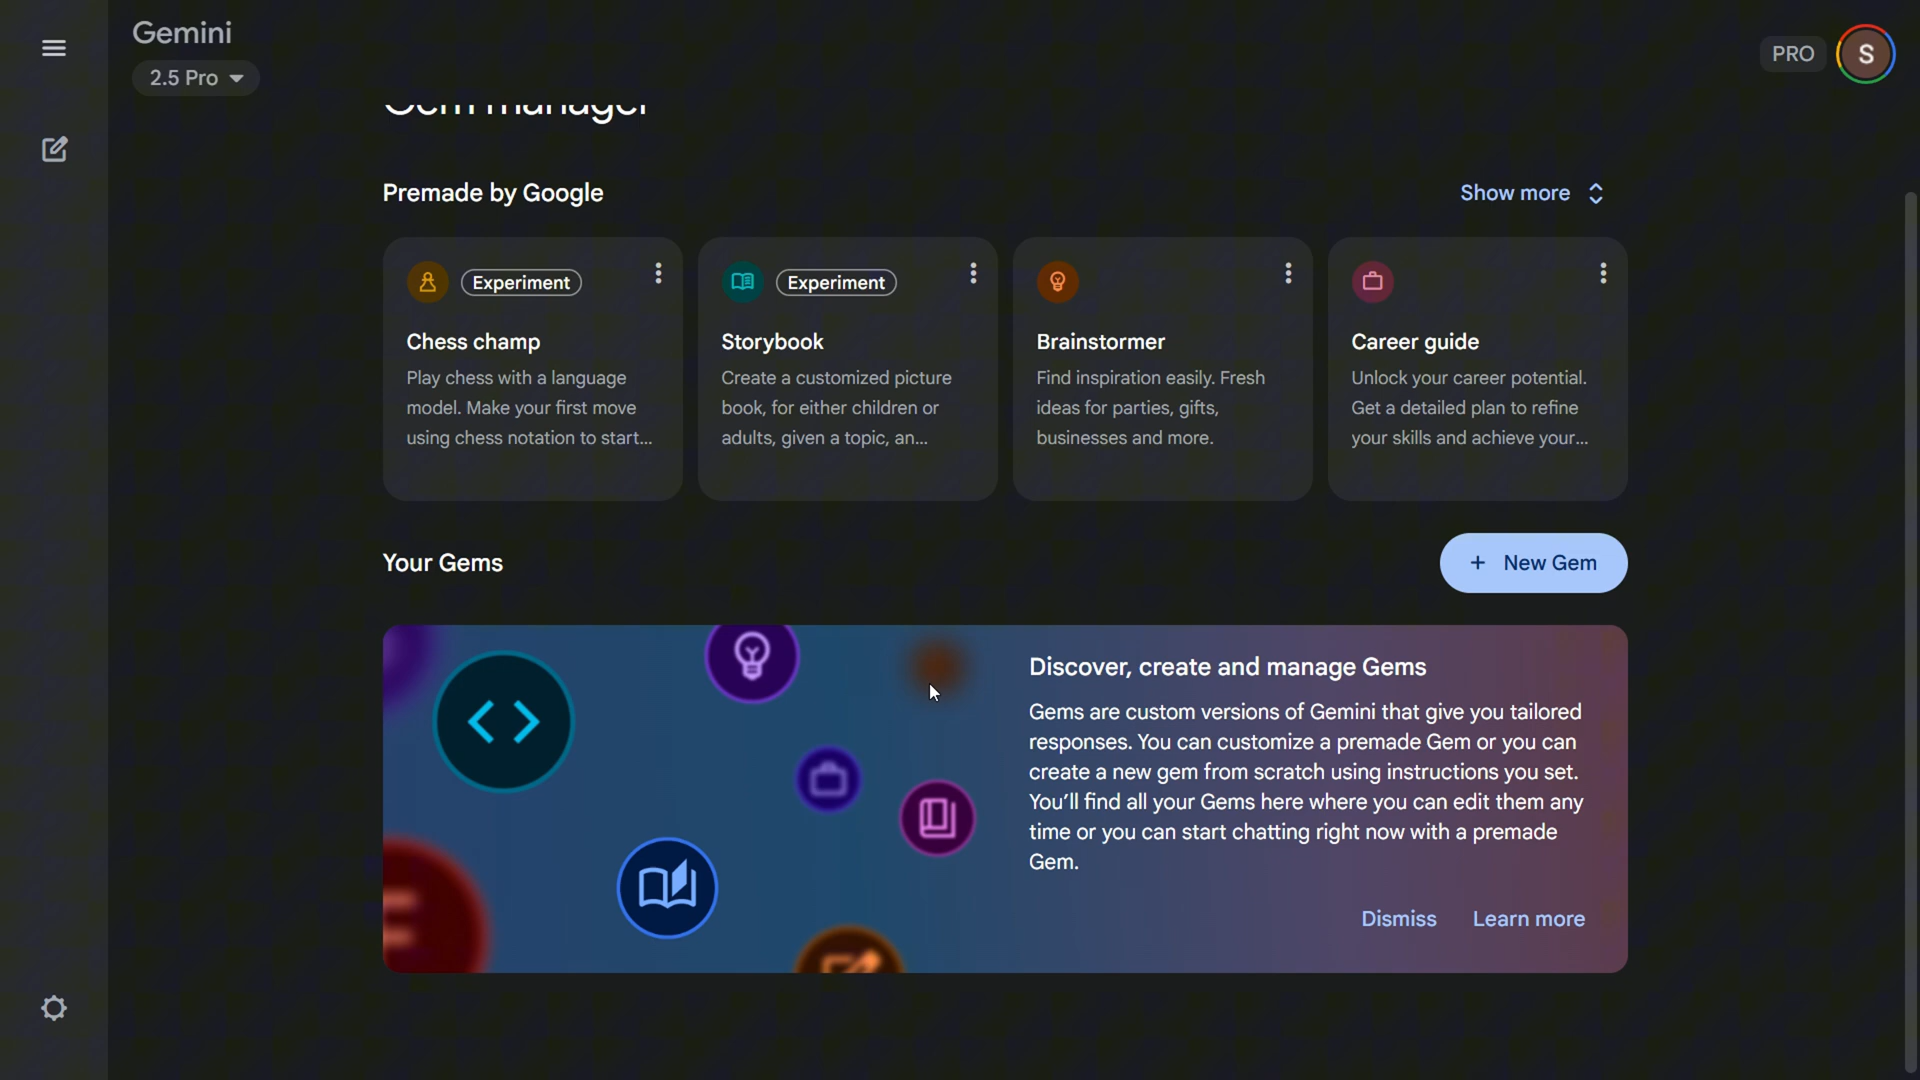 Gemini
2.5 Pro
PRO
S
Gem manager
Premade by Google
Show more
Experiment
Chess champ
Play chess with a language
model. Make your first move
using chess notation to start...
Experiment
Storybook
Create a customized picture
book, for either children or
adults, given a topic, an...
Brainstormer
Find inspiration easily. Fresh
ideas for parties, gifts,
businesses and more.
Career guide
Unlock your career potential.
Get a detailed plan to refine
your skills and achieve your...
Your Gems
+ New Gem
Discover, create and manage Gems
Gems are custom versions of Gemini that give you tailored
responses. You can customize a premade Gem or you can
create a new gem from scratch using instructions you set.
You'll find all your Gems here where you can edit them any
time or you can start chatting right now with a premade
Gem.
Dismiss
Learn more